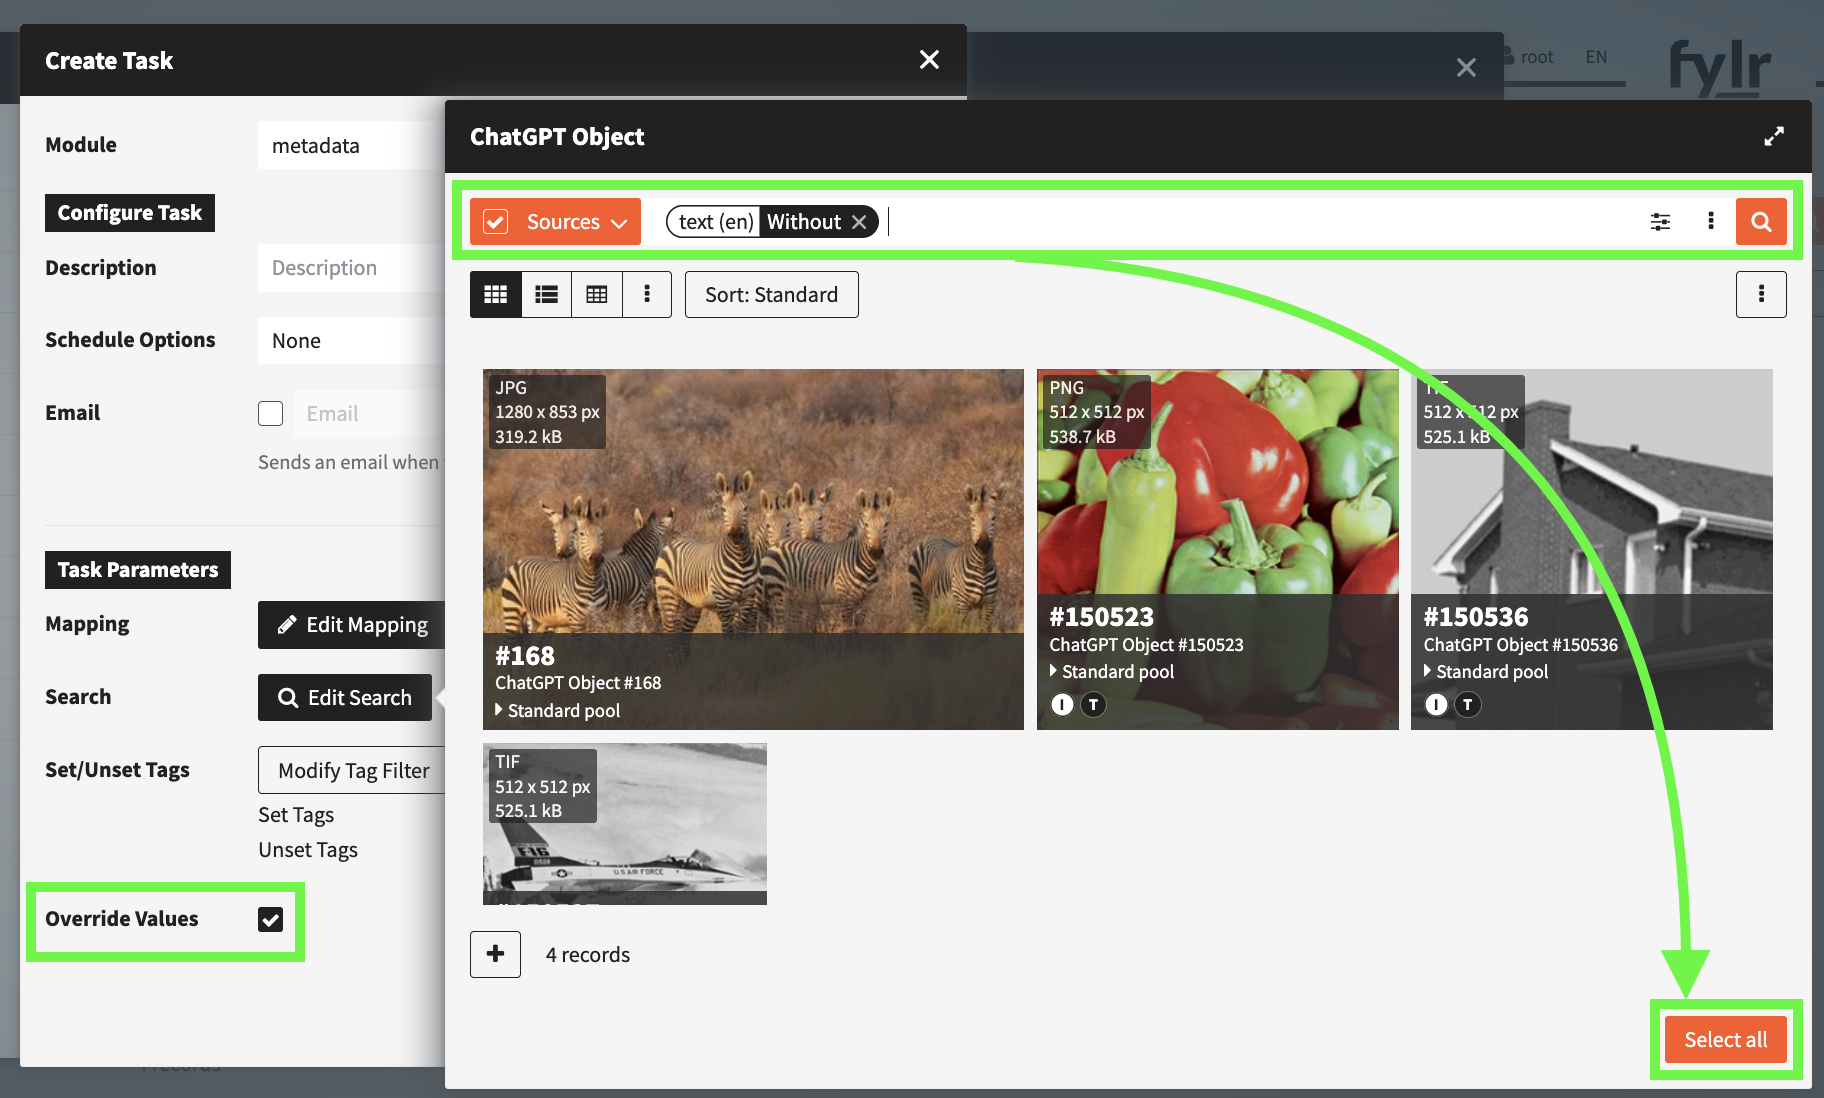 Create Task
root
EN
fylr
Module
metadata
Configure Task
Description
Description
Schedule Options
None
Email
Email
Sends an email when
Task Parameters
Mapping
Edit Mapping
Search
Edit Search
Set/Unset Tags
Modify Tag Filter
Set Tags
Unset Tags
Override Values
ChatGPT Object
Sources
text (en) Without
Sort: Standard
JPG
1280 x 853 px
319.2 kB
#168
ChatGPT Object #168
Standard pool
PNG
512 x 512 px
538.7 kB
#150523
ChatGPT Object #150523
Standard pool
I T
512 x 512 px
525.1 kB
#150536
ChatGPT Object #150536
Standard pool
I T
TIF
512 x 512 px
525.1 kB
F16
U.S. AIR FORCE
4 records
Select all